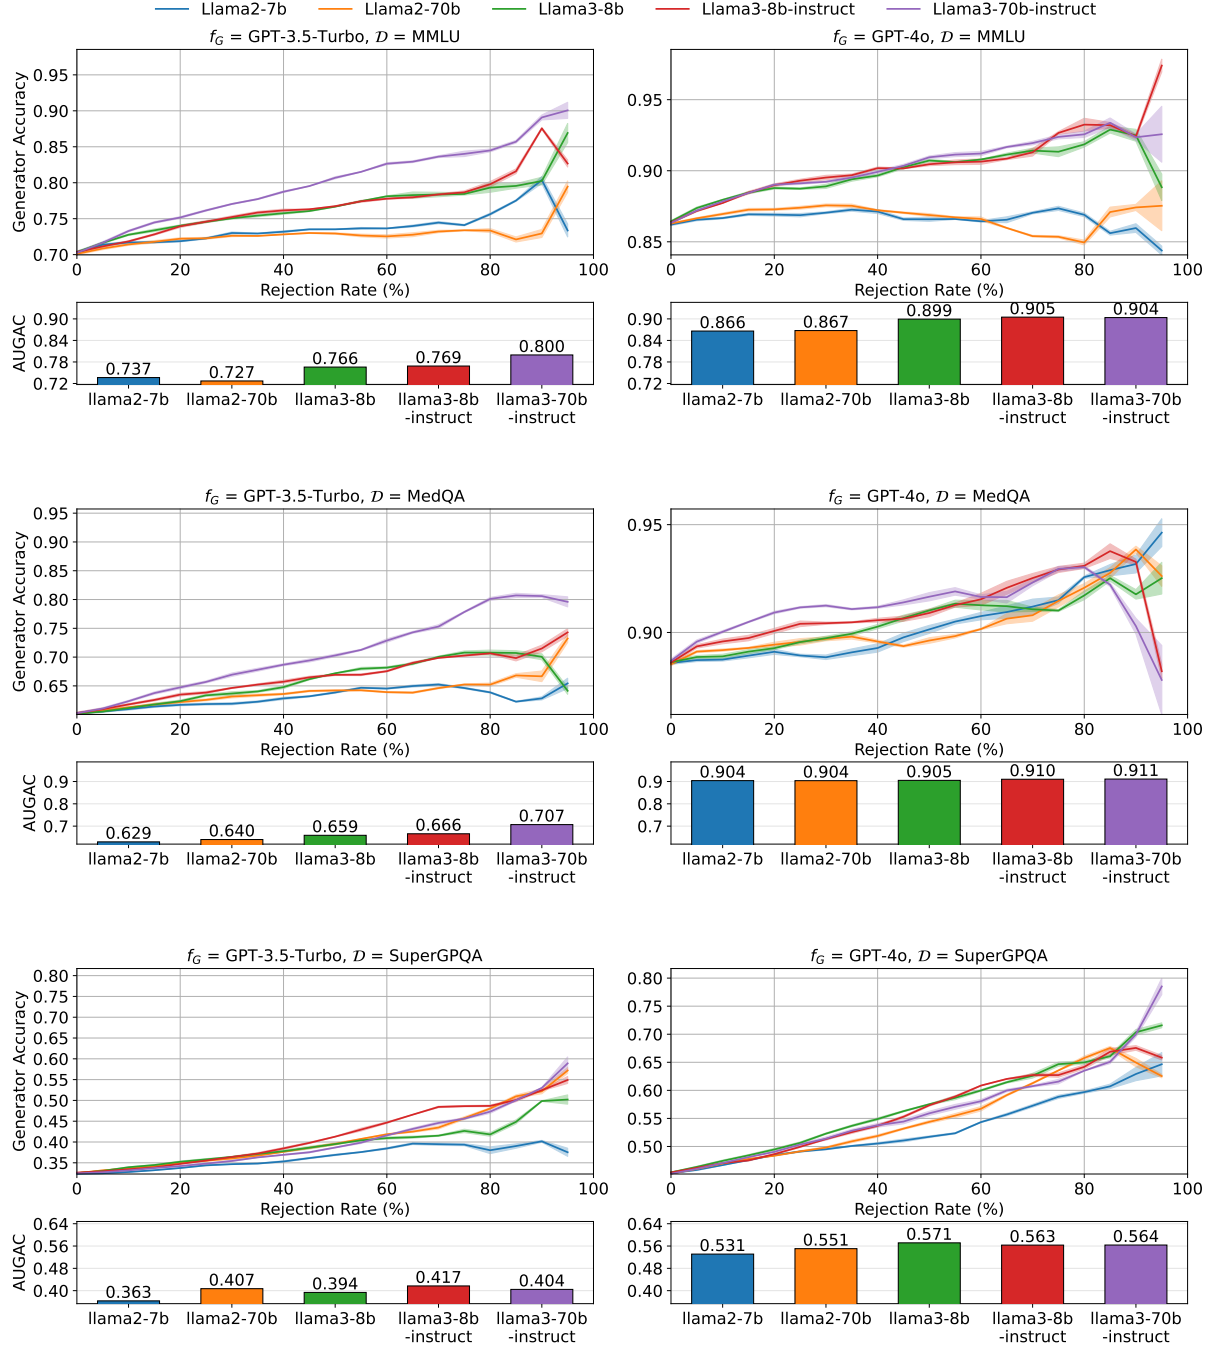 Llama2-7b Llama2-70b Llama3-8b Llama3-8b-instruct Llama3-70b-instruct
f_G = GPT-3.5-Turbo, 𝒟 = MMLU
Generator Accuracy
0.95
0.90
0.85
0.80
0.75
0.70
0 20 40 60 80 100
Rejection Rate (%)
AUGAC
0.90
0.84
0.78
0.72
0.737 0.727 0.766 0.769 0.800
llama2-7b llama2-70b llama3-8b llama3-8b llama3-70b
-instruct -instruct
f_G = GPT-4o, 𝒟 = MMLU
0.95
0.90
0.85
0 20 40 60 80 100
Rejection Rate (%)
0.90
0.84
0.78
0.72
0.866 0.867 0.899 0.905 0.904
llama2-7b llama2-70b llama3-8b llama3-8b llama3-70b
-instruct -instruct
f_G = GPT-3.5-Turbo, 𝒟 = MedQA
Generator Accuracy
0.95
0.90
0.85
0.80
0.75
0.70
0.65
0 20 40 60 80 100
Rejection Rate (%)
AUGAC
0.9
0.8
0.7
0.629 0.640 0.659 0.666 0.707
llama2-7b llama2-70b llama3-8b llama3-8b llama3-70b
-instruct -instruct
f_G = GPT-4o, 𝒟 = MedQA
0.95
0.90
0 20 40 60 80 100
Rejection Rate (%)
0.9
0.8
0.7
0.904 0.904 0.905 0.910 0.911
llama2-7b llama2-70b llama3-8b llama3-8b llama3-70b
-instruct -instruct
f_G = GPT-3.5-Turbo, 𝒟 = SuperGPQA
Generator Accuracy
0.80
0.75
0.70
0.65
0.60
0.55
0.50
0.45
0.40
0.35
0 20 40 60 80 100
Rejection Rate (%)
AUGAC
0.64
0.56
0.48
0.40
0.363 0.407 0.394 0.417 0.404
llama2-7b llama2-70b llama3-8b llama3-8b llama3-70b
-instruct -instruct
f_G = GPT-4o, 𝒟 = SuperGPQA
0.80
0.75
0.70
0.65
0.60
0.55
0.50
0 20 40 60 80 100
Rejection Rate (%)
0.64
0.56
0.48
0.40
0.531 0.551 0.571 0.563 0.564
llama2-7b llama2-70b llama3-8b llama3-8b llama3-70b
-instruct -instruct